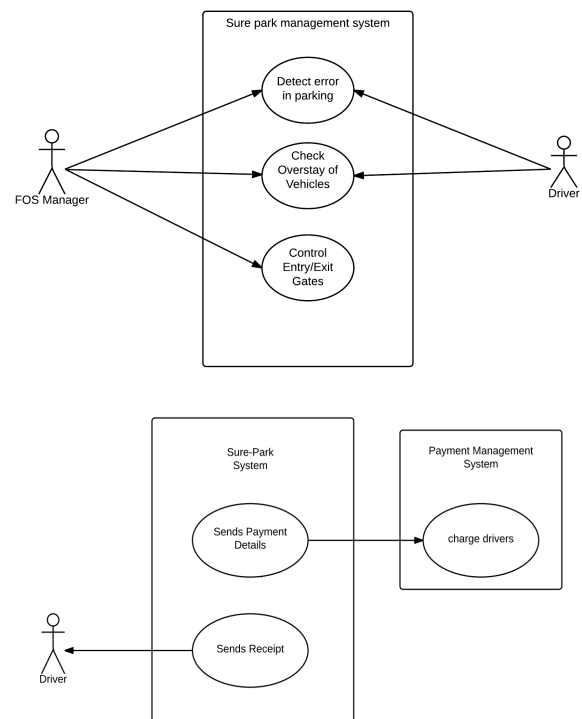 Sure park management system
Detect error
in parking
Check
Overstay of
Vehicles
FOS Manager
Driver
Control
Entry/Exit
Gates
Sure-Park
System
Payment Management
System
Sends Payment
Details
charge drivers
Sends Receipt
Driver